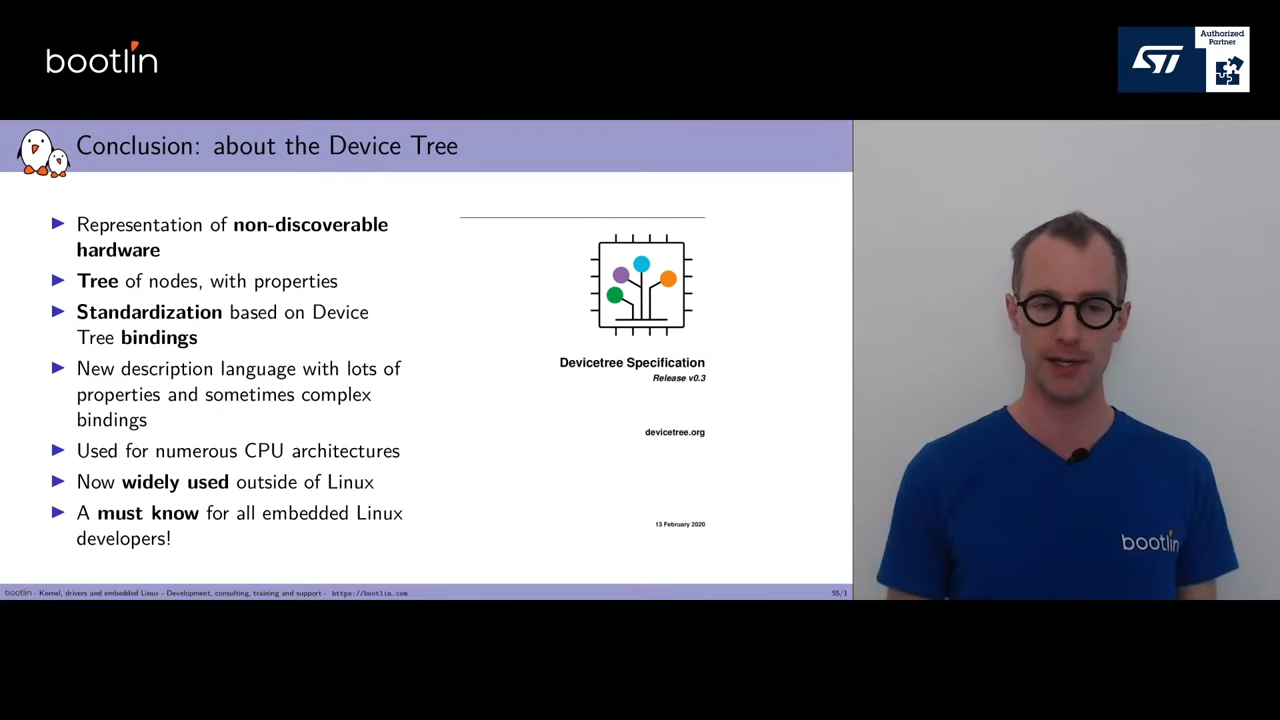 bootlin
Authorized
Partner
ST
Conclusion: about the Device Tree
Representation of non-discoverable
hardware
Tree of nodes, with properties
Standardization based on Device
Tree bindings
New description language with lots of
properties and sometimes complex
bindings
Used for numerous CPU architectures
Now widely used outside of Linux
A must know for all embedded Linux
developers!
Devicetree Specification
Release v0.3
devicetree.org
13 February 2020
bootlin
bootlin - Kernel, drivers and embedded Linux - Development, consulting, training and support - https://bootlin.com
55/1